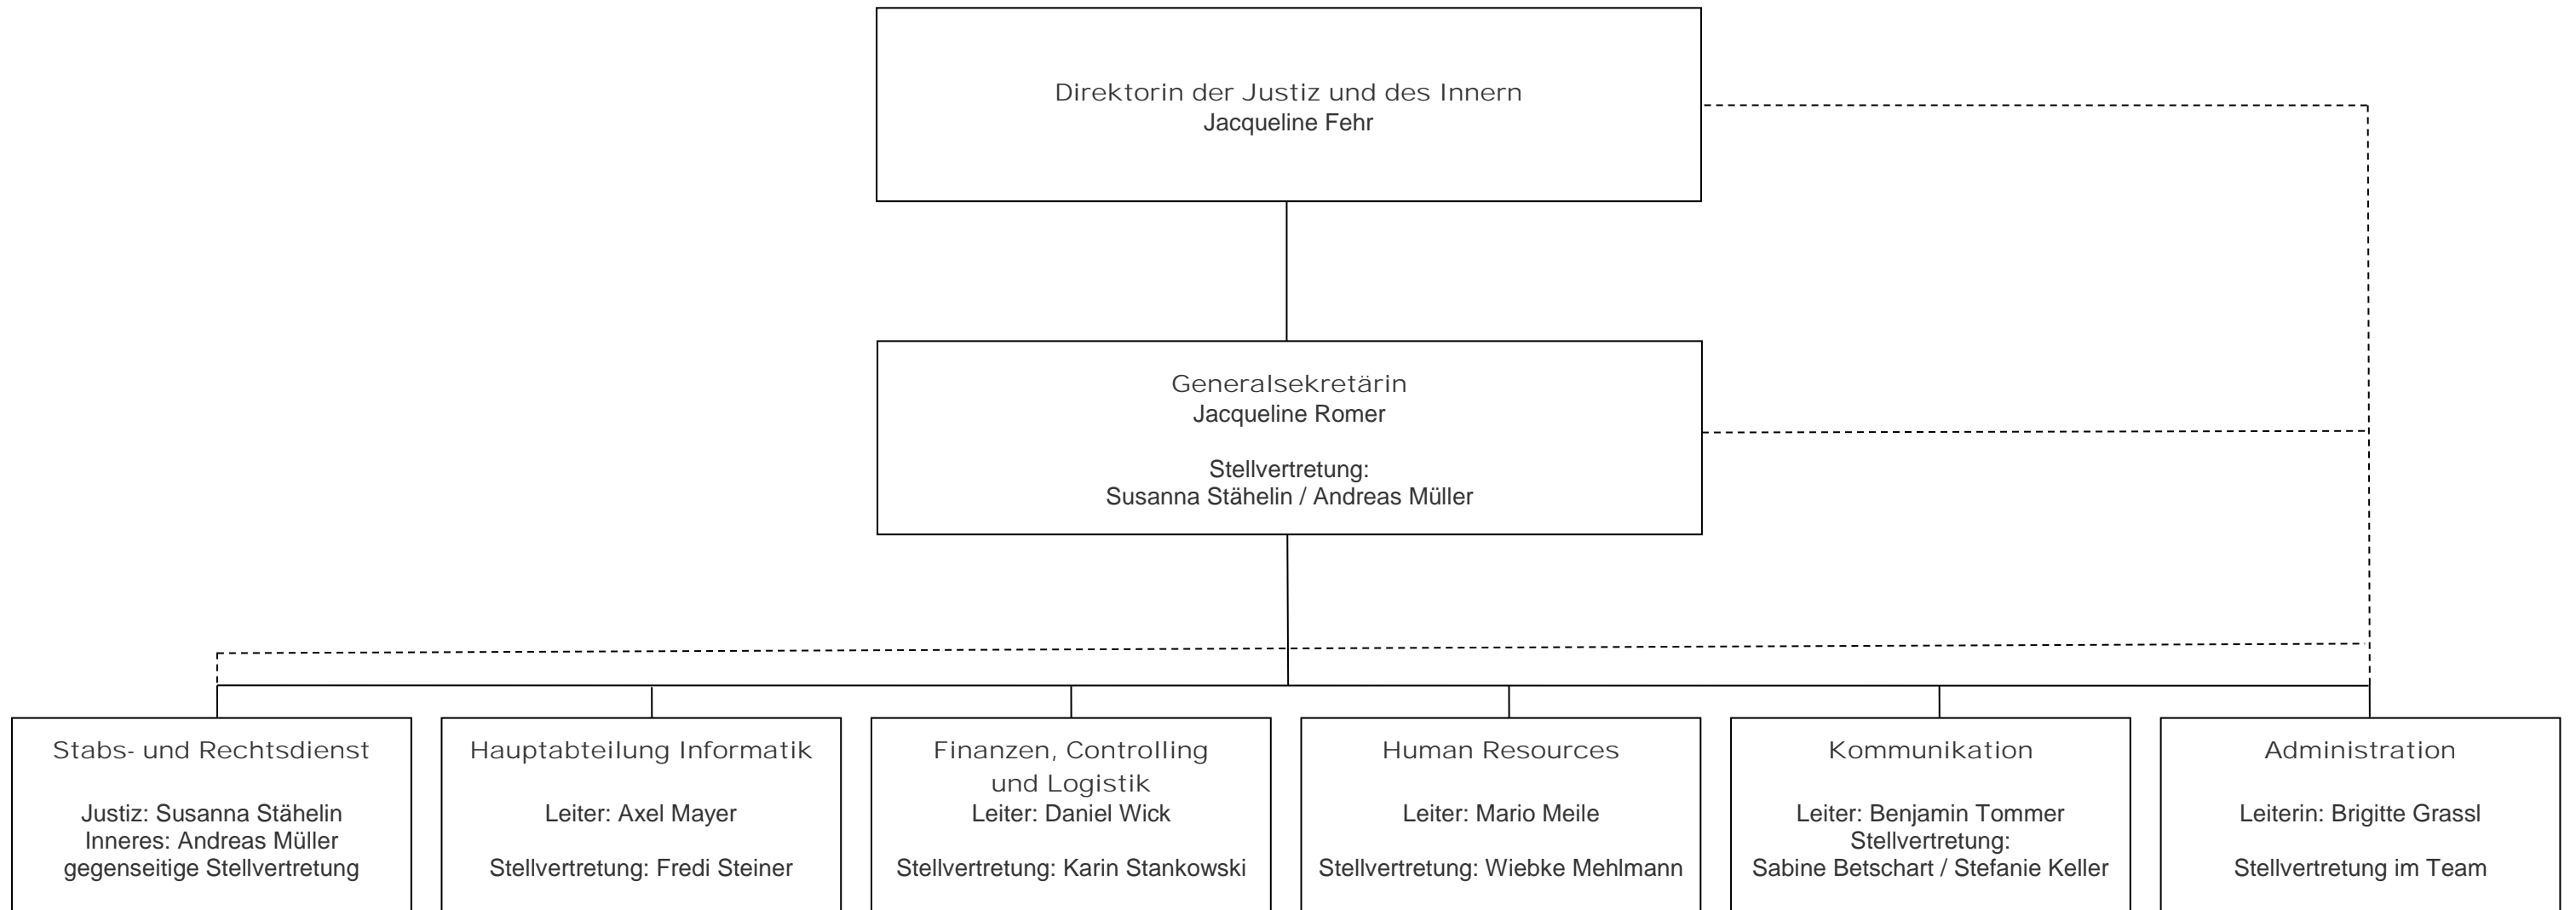 Direktorin der Justiz und des Innern
Jacqueline Fehr
Generalsekretärin
Jacqueline Romer
Stellvertretung:
Susanna Stähelin / Andreas Müller
Stabs- und Rechtsdienst
Justiz: Susanna Stähelin
Inneres: Andreas Müller
gegenseitige Stellvertretung
Hauptabteilung Informatik
Leiter: Axel Mayer
Stellvertretung: Fredi Steiner
Finanzen, Controlling
und Logistik
Leiter: Daniel Wick
Stellvertretung: Karin Stankowski
Human Resources
Leiter: Mario Meile
Stellvertretung: Wiebke Mehlmann
Kommunikation
Leiter: Benjamin Tommer
Stellvertretung:
Sabine Betschart / Stefanie Keller
Administration
Leiterin: Brigitte Grassl
Stellvertretung im Team